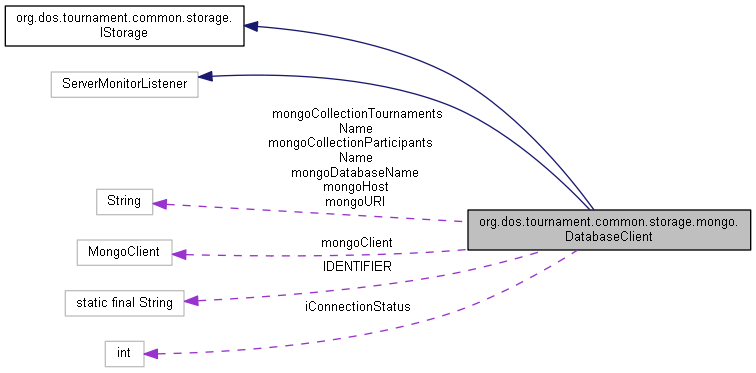 org.dos.tournament.common.storage.
IStorage
ServerMonitorListener
mongoCollectionTournaments
Name
mongoCollectionParticipants
Name
mongoDatabaseName
mongoHost
mongoURI
String
org.dos.tournament.common.storage.mongo.
DatabaseClient
mongoClient
MongoClient
IDENTIFIER
static final String
iConnectionStatus
int